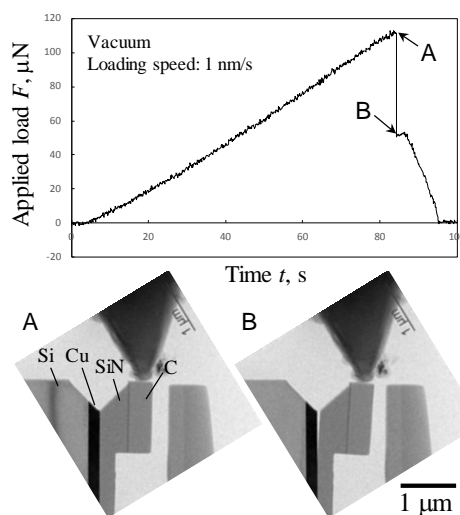 120
100
80
60
40
20
0
-20
0
20
40
60
80
100
Applied load F, μN
Vacuum
Loading speed: 1 nm/s
A
B
Time t, s
A
Si
Cu
SiN
C
1 μm
B
1 μm
1 μm